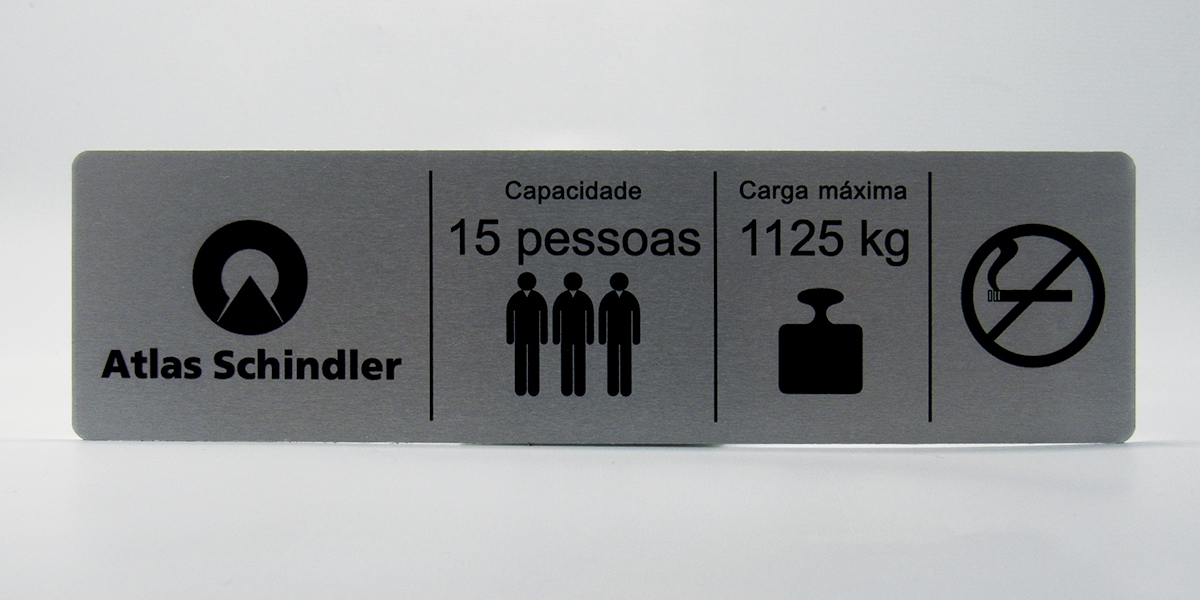 Atlas Schindler
Capacidade
15 pessoas
Carga máxima
1125 kg